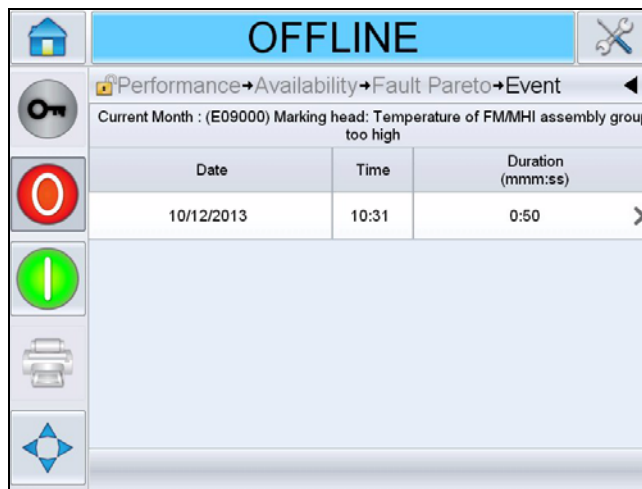 OFFLINE
Performance→Availability→Fault Pareto→Event
Current Month : (E09000) Marking head: Temperature of FM/MHI assembly group
too high
Date Time Duration
(mmm:ss)
10/12/2013 10:31 0:50